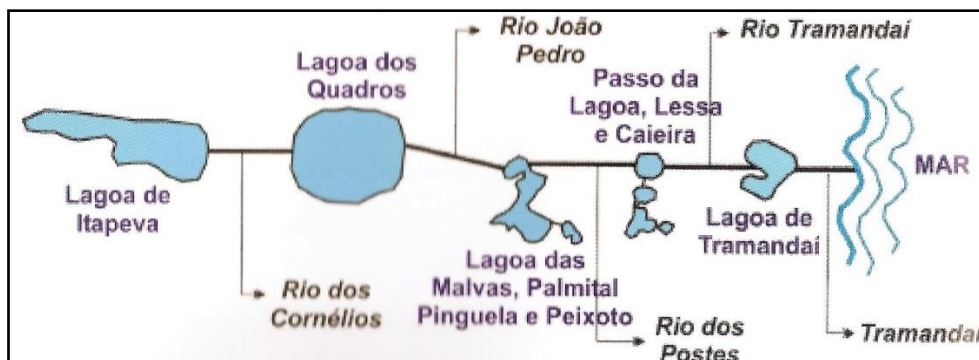 Rio João
Pedro
Rio Tramandaí
Lagoa dos
Quadros
Passo da
Lagoa, Lessa
e Caieira
MAR
Lagoa de
Itapeva
Lagoa de
Tramandaí
Lagoa das
Malvas, Palmital
Pinguela e Peixoto
Rio dos
Cornélios
Rio dos
Postes
Tramandaí